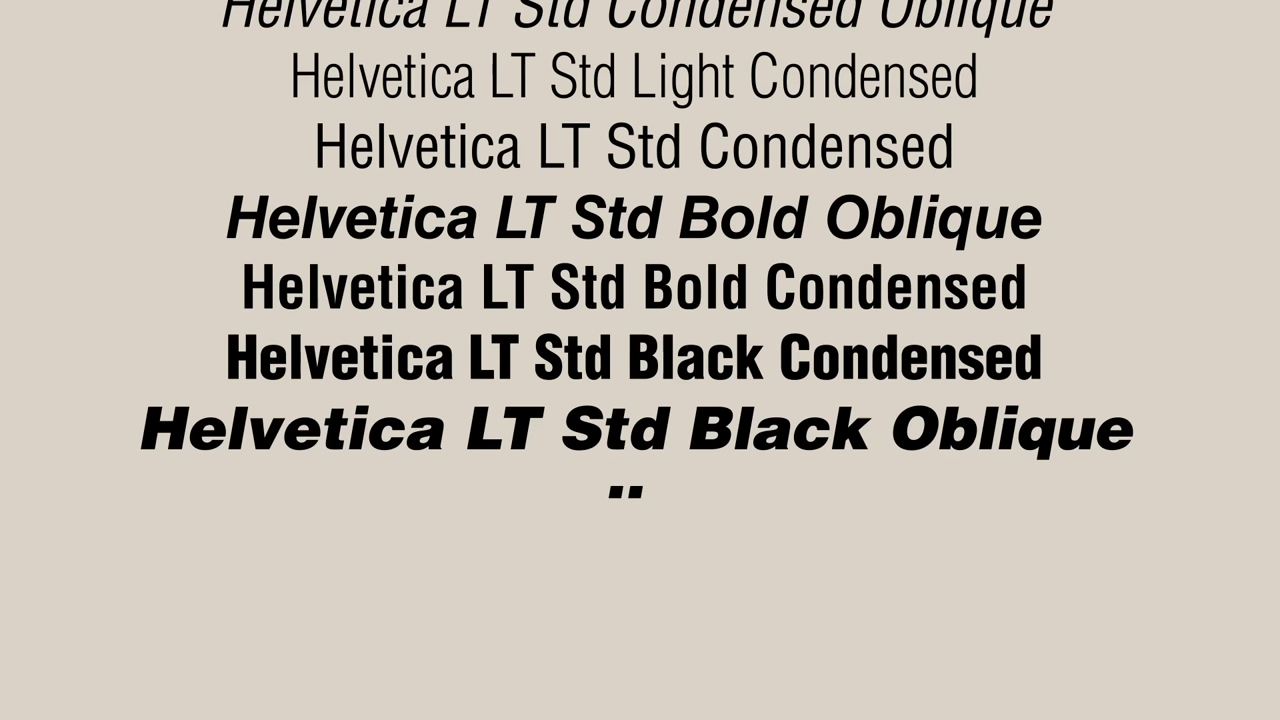 Helvetica LT Std Condensed Oblique
Helvetica LT Std Light Condensed
Helvetica LT Std Condensed
Helvetica LT Std Bold Oblique
Helvetica LT Std Bold Condensed
Helvetica LT Std Black Condensed
Helvetica LT Std Black Oblique
..